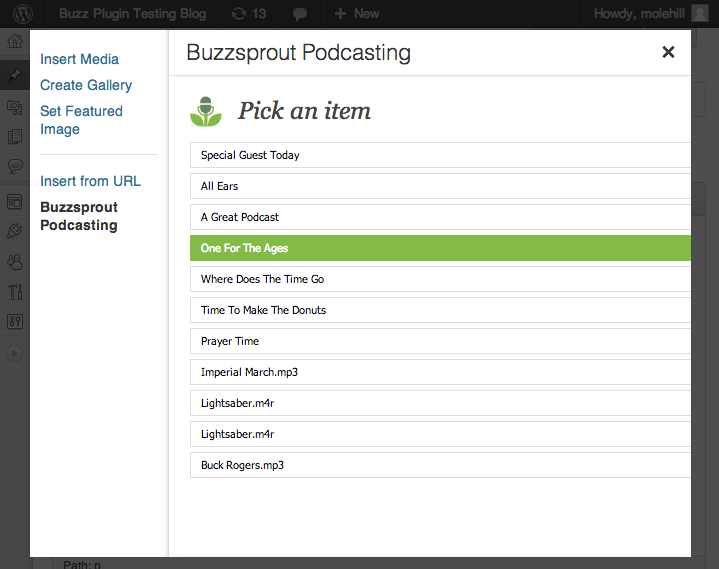 Buzz Plugin Testing Blog
13
New
Howdy, molehill
Insert Media
Create Gallery
Set Featured
Image
Insert from URL
Buzzsprout
Podcasting
Buzzsprout Podcasting
Pick an item
Special Guest Today
All Ears
A Great Podcast
One For The Ages
Where Does The Time Go
Time To Make The Donuts
Prayer Time
Imperial March.mp3
Lightsaber.m4r
Lightsaber.m4r
Buck Rogers.mp3
Path: p